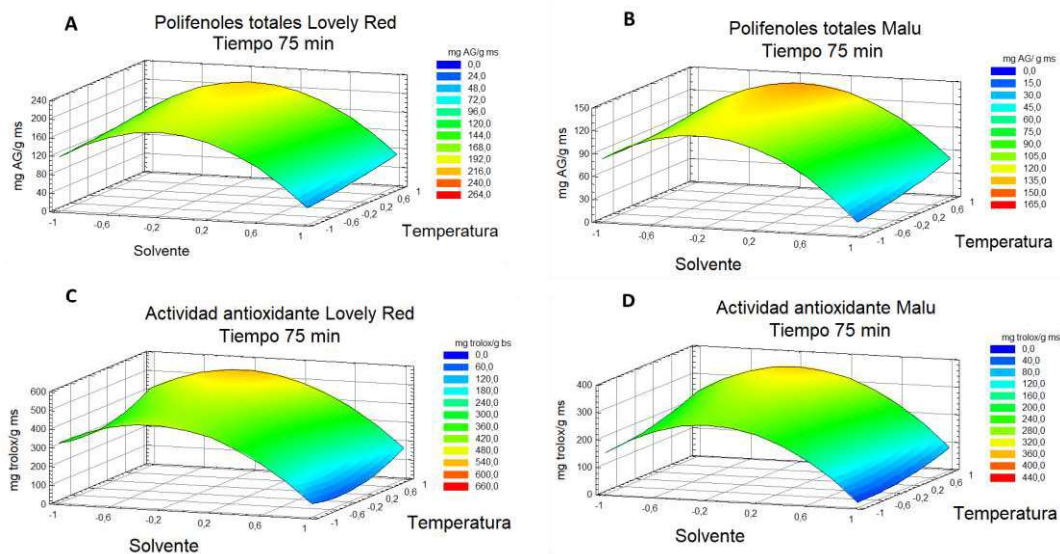 A
Polifenoles totales Lovely Red
Tiempo 75 min
mg AG/g ms
0,0
24,0
48,0
72,0
96,0
120,0
144,0
168,0
192,0
216,0
240,0
264,0
240
200
160
120
80
40
0
mg AG/g ms
-1 -0,6 -0,2 0,2 0,6 1
Solvente
-1 -0,6 -0,2 0,2 0,6 1
Temperatura
B
Polifenoles totales Malu
Tiempo 75 min
mg AG/ g ms
0,0
15,0
30,0
45,0
60,0
75,0
90,0
105,0
120,0
135,0
150,0
165,0
150
120
90
60
30
0
mg AG/g ms
-1 -0,6 -0,2 0,2 0,6 1
Solvente
-1 -0,6 -0,2 0,2 0,6 1
Temperatura
C
Actividad antioxidante Lovely Red
Tiempo 75 min
mg trolox/g bs
0,0
60,0
120,0
180,0
240,0
300,0
360,0
420,0
480,0
540,0
600,0
660,0
600
500
400
300
200
100
0
mg trolox/g ms
-1 -0,6 -0,2 0,2 0,6 1
Solvente
-1 -0,6 -0,2 0,2 0,6 1
Temperatura
D
Actividad antioxidante Malu
Tiempo 75 min
mg trolox/g ms
0,0
40,0
80,0
120,0
160,0
200,0
240,0
280,0
320,0
360,0
400,0
440,0
400
300
200
100
0
mg trolox/g ms
-1 -0,6 -0,2 0,2 0,6 1
Solvente
-1 -0,6 -0,2 0,2 0,6 1
Temperatura